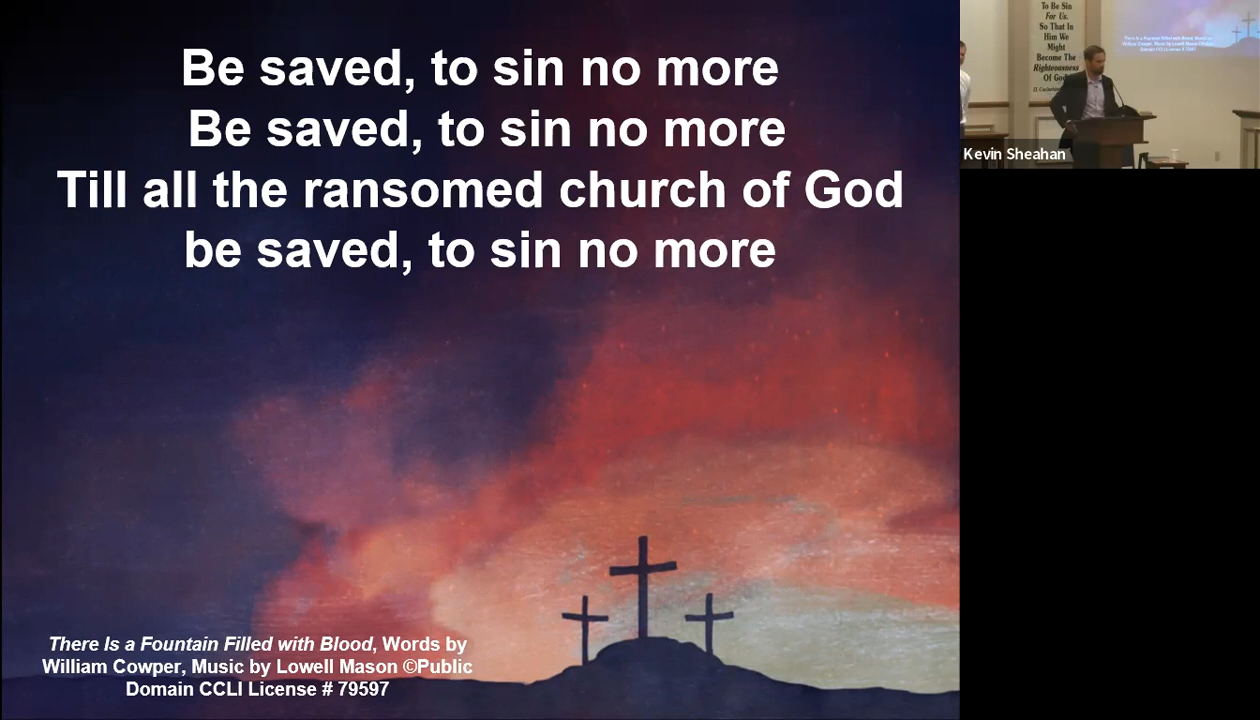 Be saved, to sin no more
Be saved, to sin no more
Till all the ransomed church of God
be saved, to sin no more
There Is a Fountain Filled with Blood, Words by
William Cowper, Music by Lowell Mason ©Public
Domain CCLI License # 79597
To Be Sin
For Us.
So That In
Him We
Might
Become The
Righteousness
Of God
Kevin Sheahan